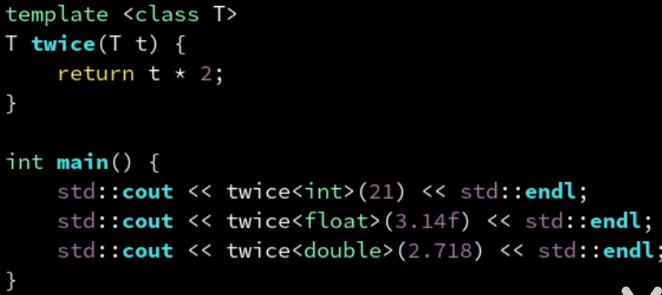 template <class T>
T twice(T t) {
    return t * 2;
}

int main() {
    std::cout << twice<int>(21) << std::endl;
    std::cout << twice<float>(3.14f) << std::endl;
    std::cout << twice<double>(2.718) << std::endl;
}